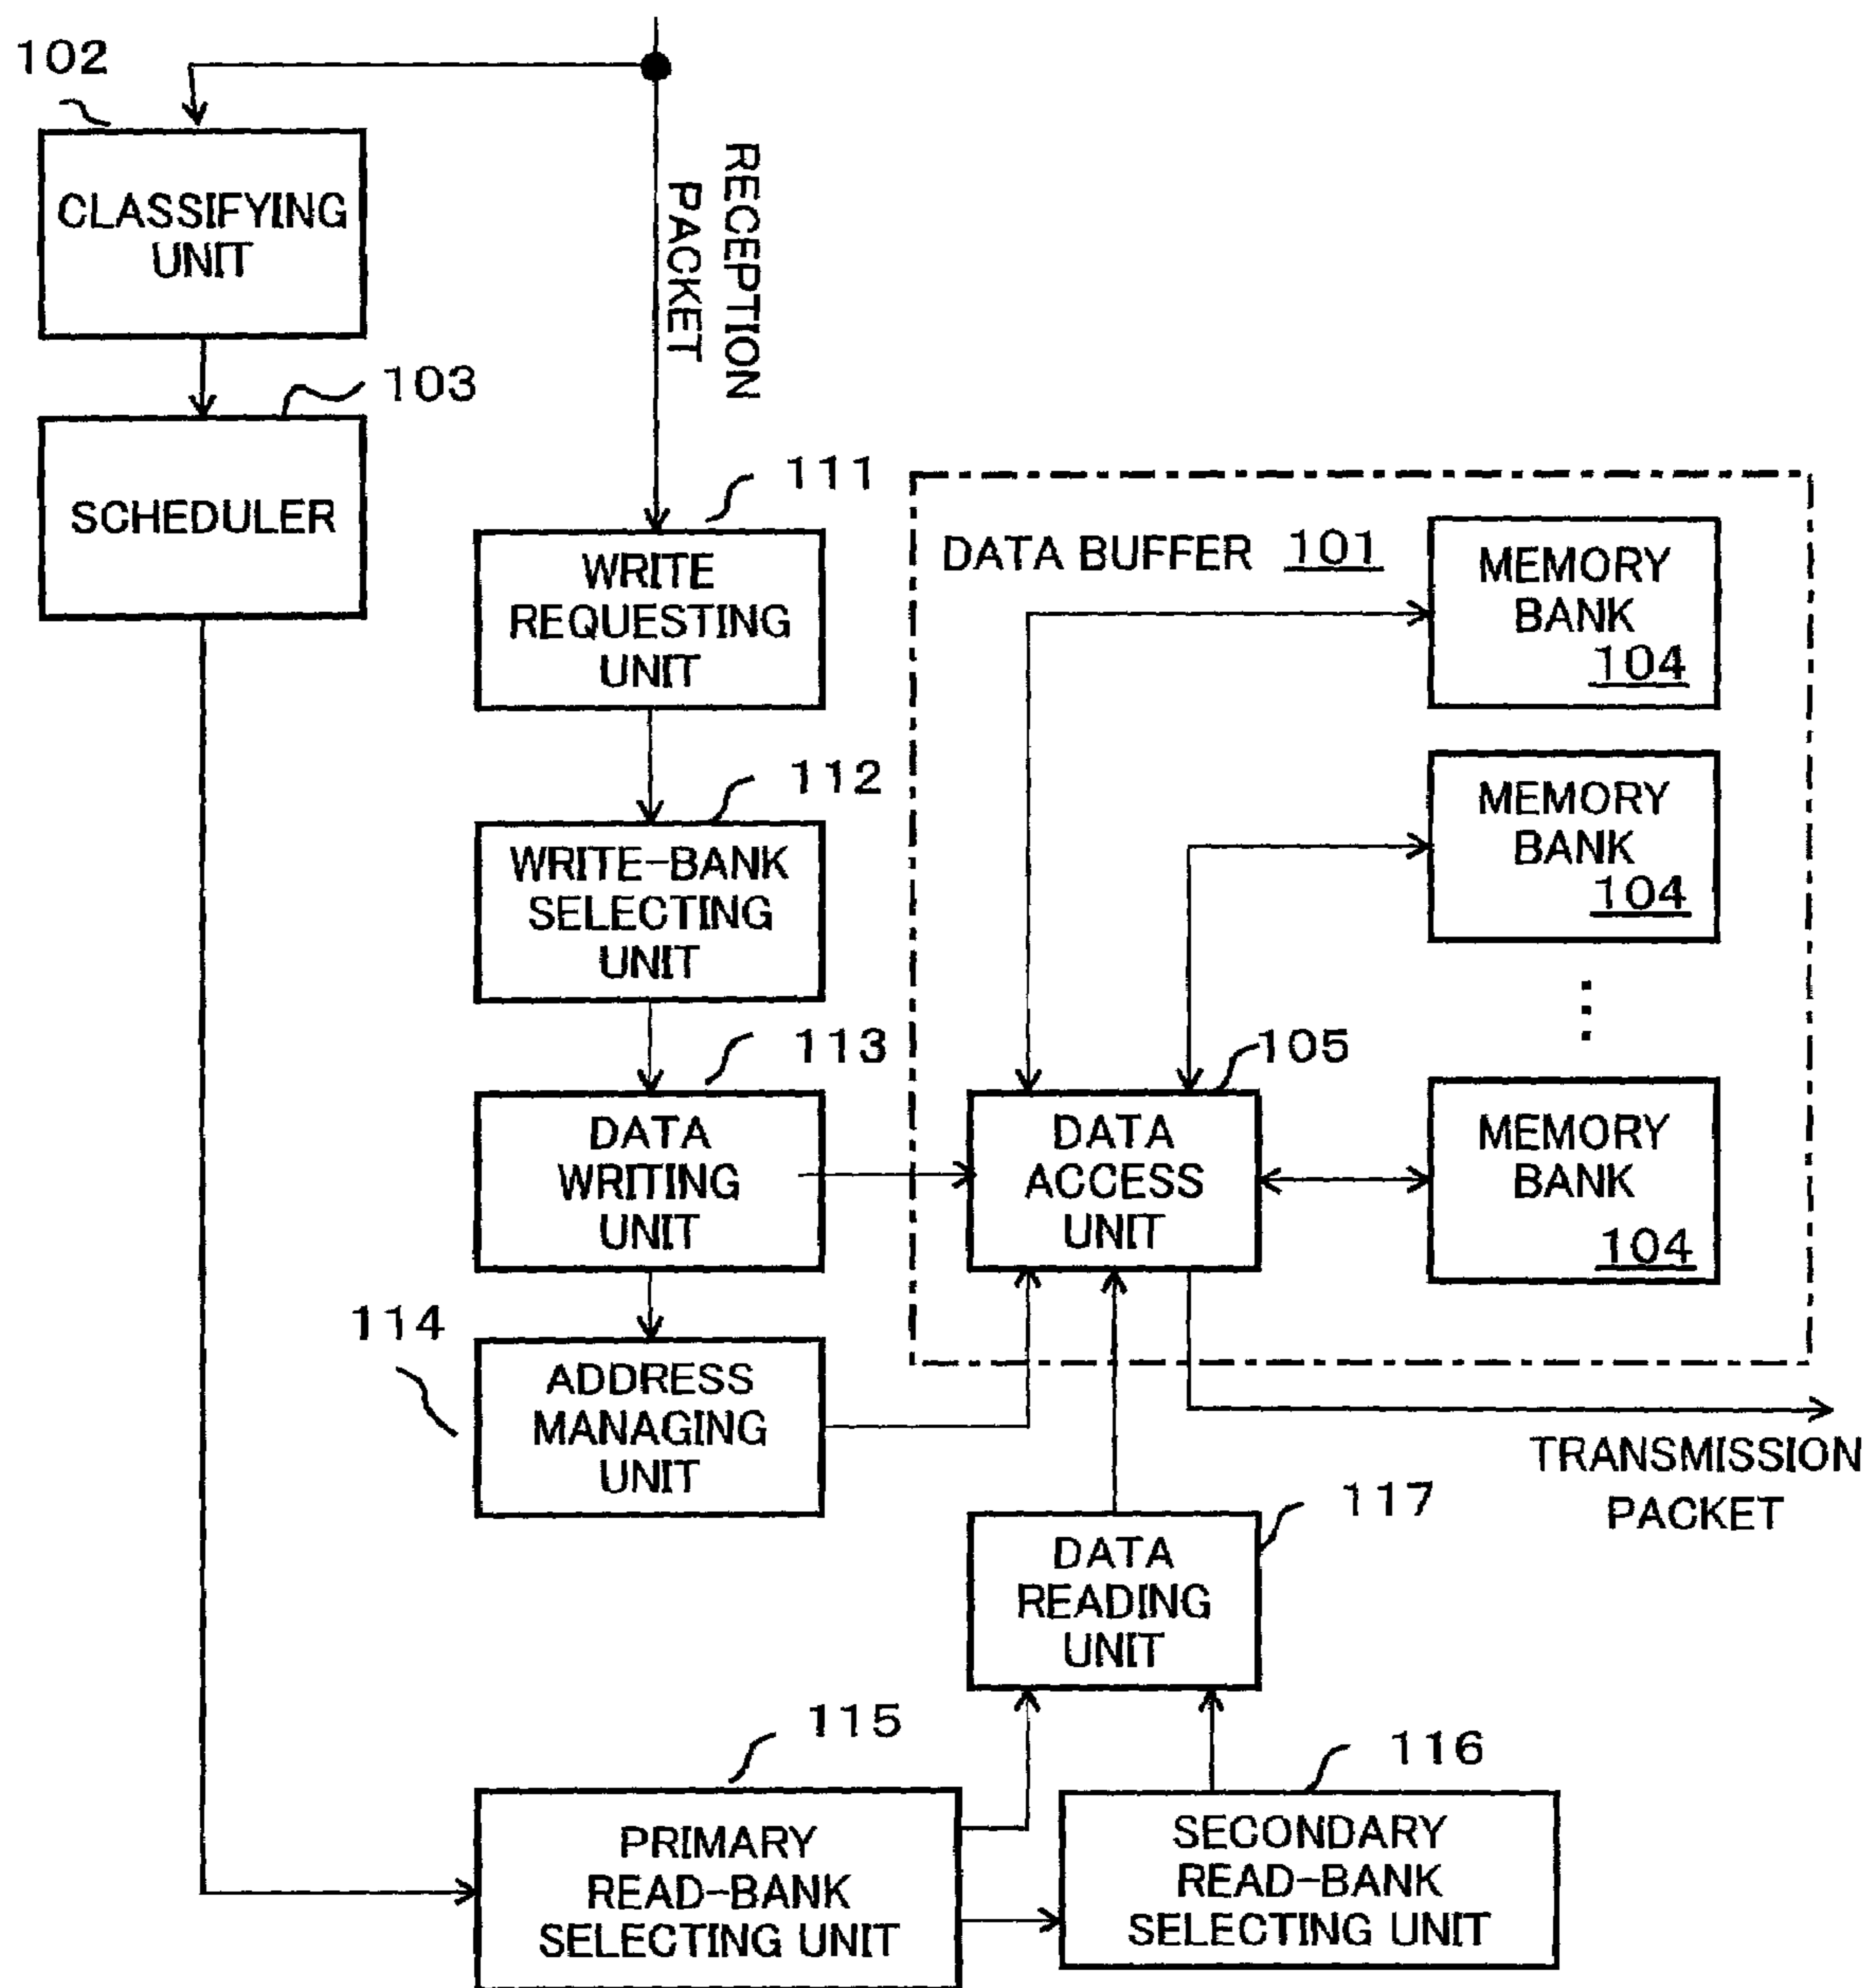 102
CLASSIFYING
UNIT
RECEPTION
PACKET
103
SCHEDULER
111
WRITE
REQUESTING
UNIT
DATA BUFFER 101
MEMORY
BANK
104
112
WRITE-BANK
SELECTING
UNIT
MEMORY
BANK
104
113
DATA
WRITING
UNIT
105
DATA
ACCESS
UNIT
MEMORY
BANK
104
114
ADDRESS
MANAGING
UNIT
TRANSMISSION
PACKET
117
DATA
READING
UNIT
115
PRIMARY
READ-BANK
SELECTING UNIT
116
SECONDARY
READ-BANK
SELECTING UNIT